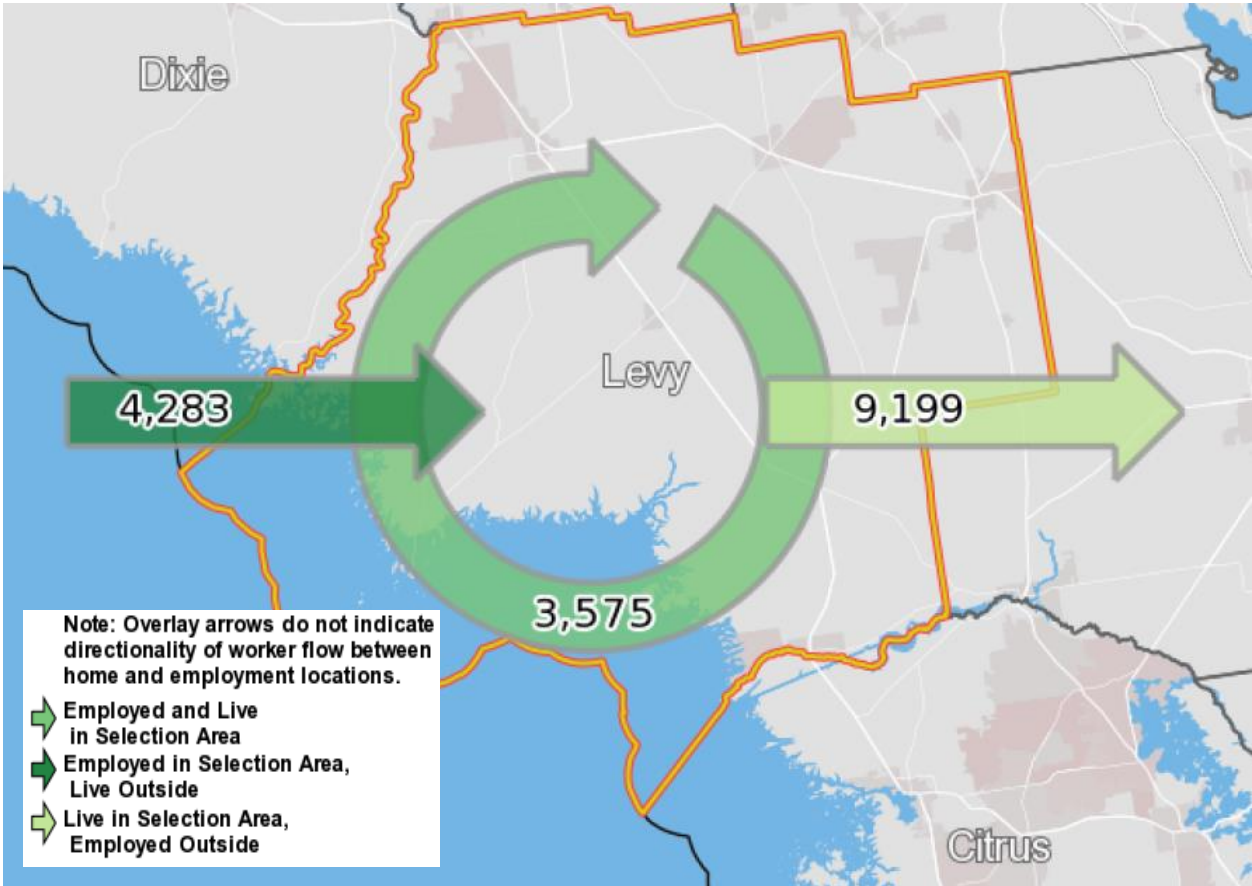 Dixie
Levy
4,283
9,199
3,575
Note: Overlay arrows do not indicate
directionality of worker flow between
home and employment locations.
Employed and Live
in Selection Area
Employed in Selection Area,
Live Outside
Live in Selection Area,
Employed Outside
Citrus